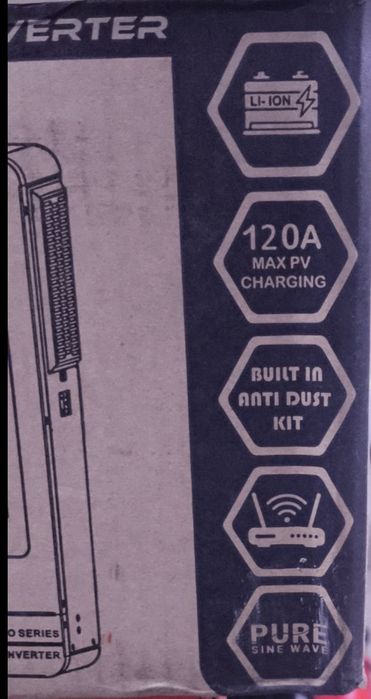 VERTER
LI-ION
120A
MAX PV
CHARGING
BUILT IN
ANTI DUST
KIT
PURE
SINE WAVE
O SERIES
NVERTER